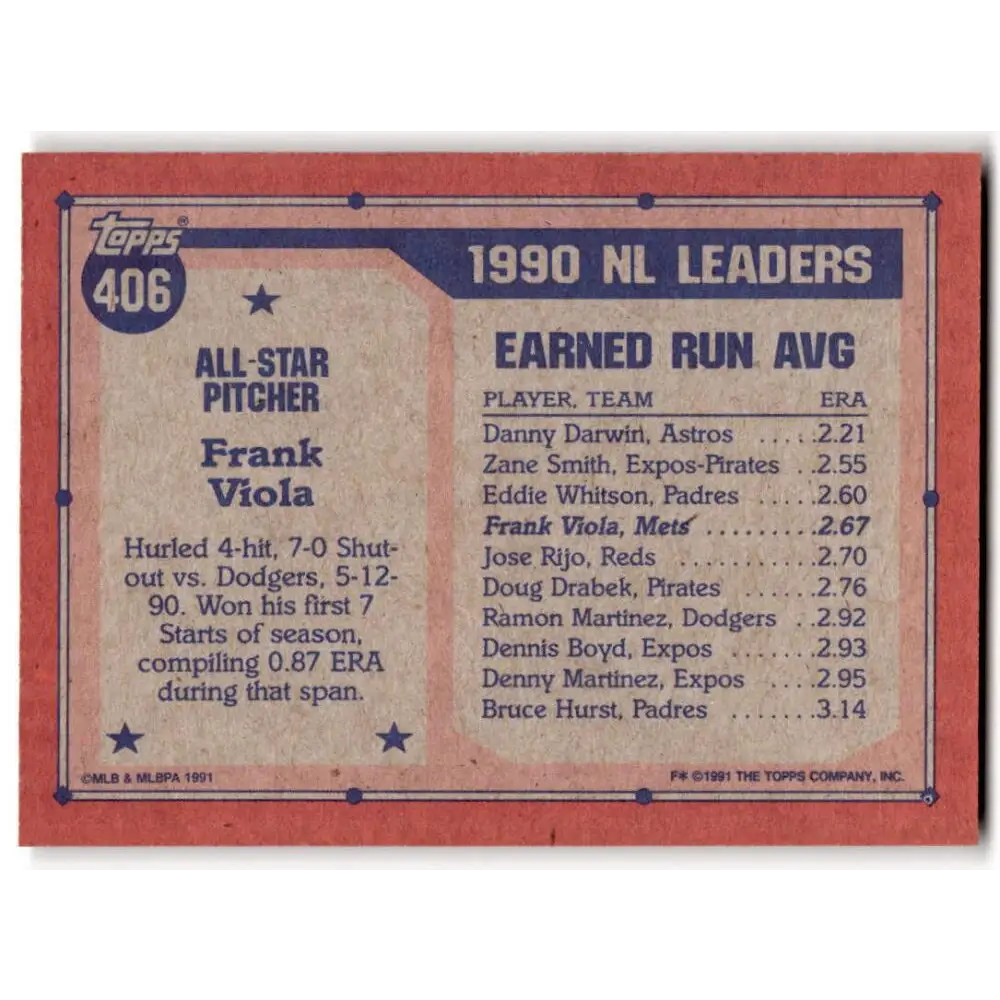 Topps®
406
ALL-STAR
PITCHER
Frank
Viola
Hurled 4-hit, 7-0 Shut-
out vs. Dodgers, 5-12-
90. Won his first 7
Starts of season,
compiling 0.87 ERA
during that span.
©MLB & MLBPA 1991
1990 NL LEADERS
EARNED RUN AVG
PLAYER, TEAM ERA
Danny Darwin, Astros .....2.21
Zane Smith, Expos-Pirates ..2.55
Eddie Whitson, Padres .....2.60
Frank Viola, Mets .........2.67
Jose Rijo, Reds ...........2.70
Doug Drabek, Pirates ......2.76
Ramon Martinez, Dodgers ..2.92
Dennis Boyd, Expos .......2.93
Denny Martinez, Expos ....2.95
Bruce Hurst, Padres .......3.14
F* ©1991 THE TOPPS COMPANY, INC.